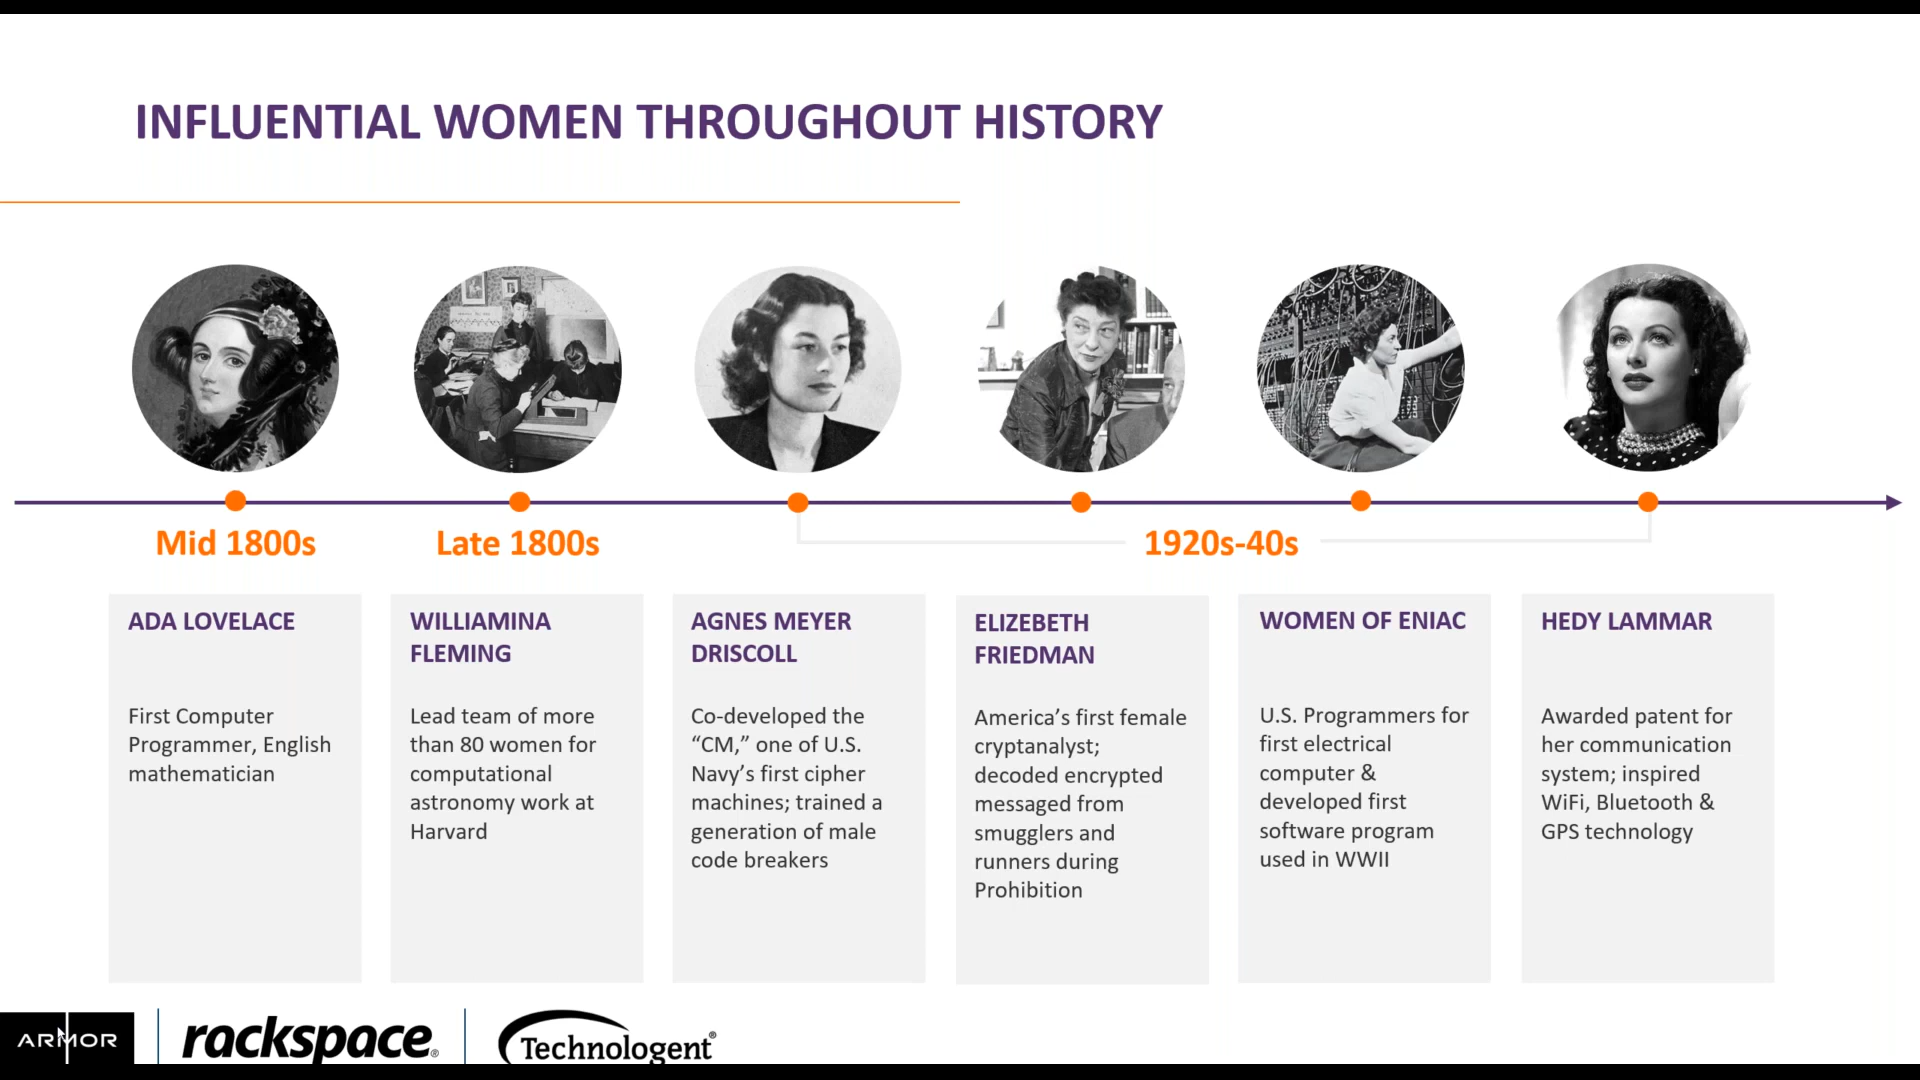 INFLUENTIAL WOMEN THROUGHOUT HISTORY
Mid 1800s
Late 1800s
1920s-40s
ADA LOVELACE
First Computer
Programmer, English
mathematician
WILLIAMINA
FLEMING
Lead team of more
than 80 women for
computational
astronomy work at
Harvard
AGNES MEYER
DRISCOLL
Co-developed the
“CM,” one of U.S.
Navy’s first cipher
machines; trained a
generation of male
code breakers
ELIZEBETH
FRIEDMAN
America’s first female
cryptanalyst;
decoded encrypted
messaged from
smugglers and
runners during
Prohibition
WOMEN OF ENIAC
U.S. Programmers for
first electrical
computer &
developed first
software program
used in WWII
HEDY LAMMAR
Awarded patent for
her communication
system; inspired
WiFi, Bluetooth &
GPS technology
ARMOR
rackspace®
Technologent®